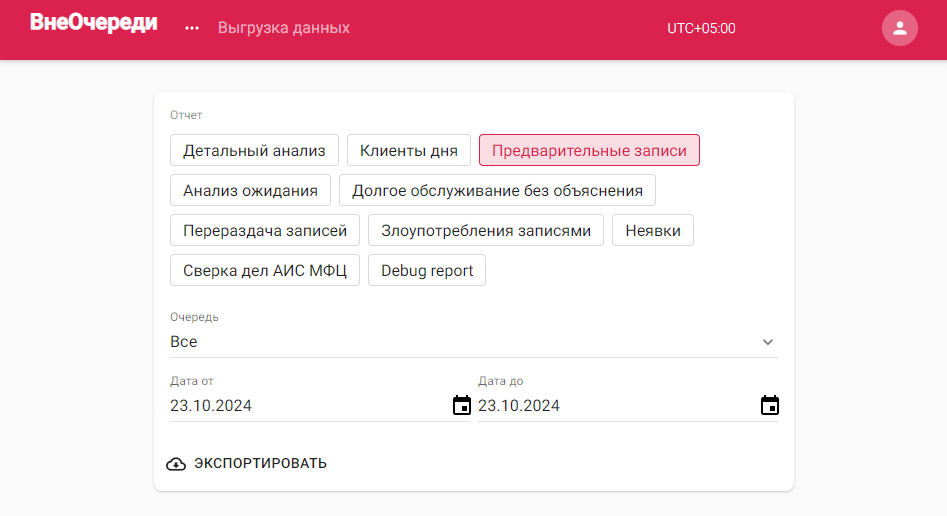 ВнеОчереди ••• Выгрузка данных UTC+05:00
Отчет
Детальный анализ Клиенты дня Предварительные записи
Анализ ожидания Долгое обслуживание без объяснения
Перераздача записей Злоупотребления записями Неявки
Сверка дел АИС МФЦ Debug report
Очередь
Все
Дата от Дата до
23.10.2024 23.10.2024
ЭКСПОРТИРОВАТЬ